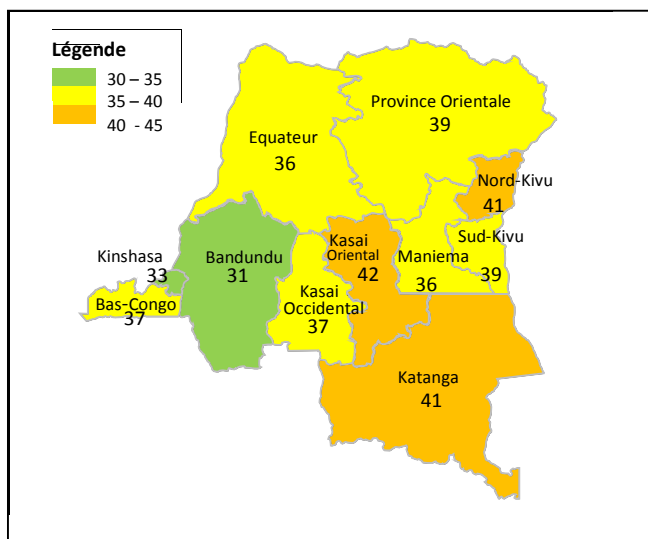 Légende
30 – 35
35 – 40
40 - 45
Province Orientale
39
Equateur
36
Nord-Kivu
41
Kinshasa
33
Bandundu
31
Kasai
Oriental
42
Maniema
36
Sud-Kivu
39
Bas-Congo
37
Kasai
Occidental
37
Katanga
41